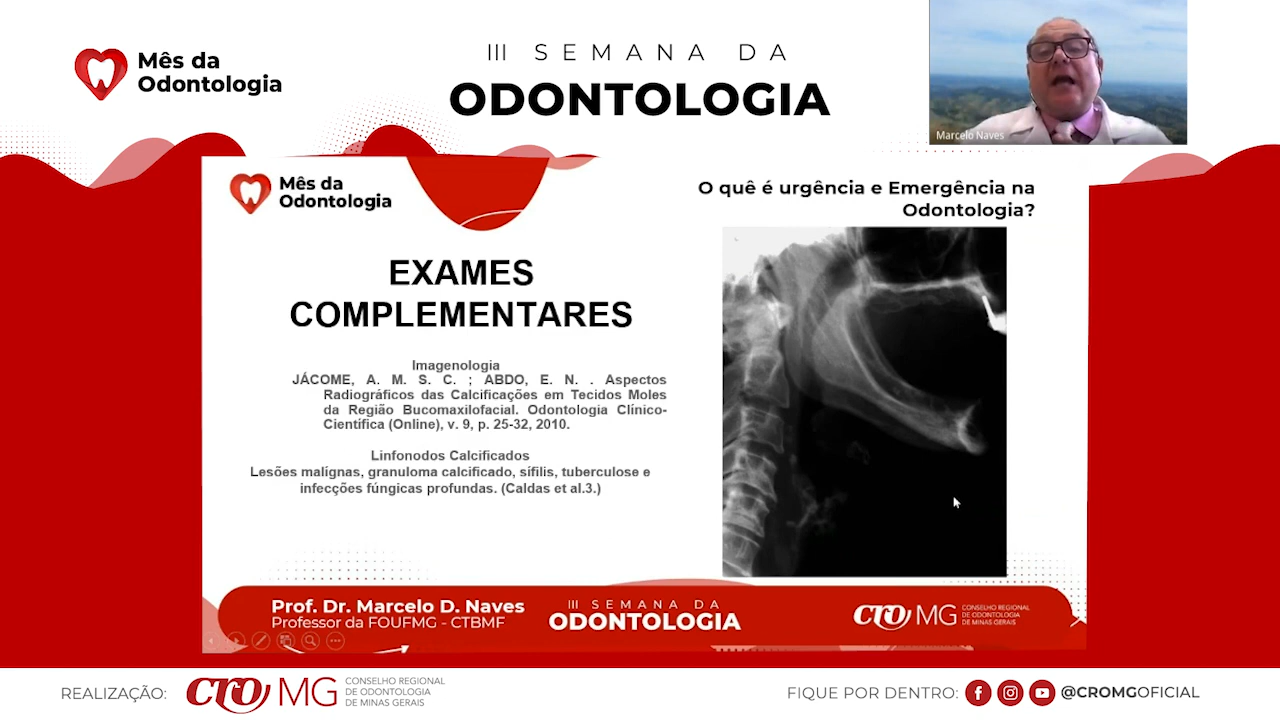 Mês da
Odontologia
III SEMANA DA
ODONTOLOGIA
Marcelo Naves
Mês da
Odontologia
O quê é urgência e Emergência na
Odontologia?
EXAMES
COMPLEMENTARES
Imagenologia
JÁCOME, A. M. S. C. ; ABDO, E. N. . Aspectos
Radiográficos das Calcificações em Tecidos Moles
da Região Bucomaxilofacial. Odontologia Clínico-
Científica (Online), v. 9, p. 25-32, 2010.
Linfonodos Calcificados
Lesões malígnas, granuloma calcificado, sífilis, tuberculose e
infecções fúngicas profundas. (Caldas et al.3.)
Prof. Dr. Marcelo D. Naves
Professor da FOUFMG - CTBMF
III SEMANA DA
ODONTOLOGIA
CRO MG
CONSELHO REGIONAL
DE ODONTOLOGIA
DE MINAS GERAIS
REALIZAÇÃO:
CRO MG
CONSELHO REGIONAL
DE ODONTOLOGIA
DE MINAS GERAIS
FIQUE POR DENTRO:
@CROMGOFICIAL